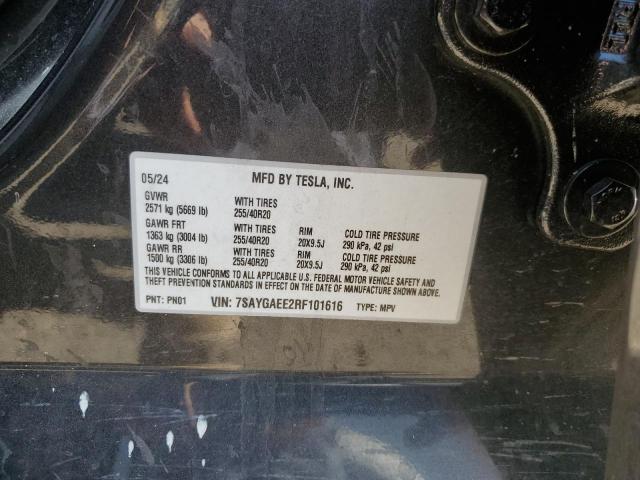 05/24 MFD BY TESLA, INC.
GVWR WITH TIRES
2571 kg (5669 lb) 255/40R20
GAWR FRT WITH TIRES RIM COLD TIRE PRESSURE
1363 kg (3004 lb) 255/40R20 20X9.5J 290 kPa, 42 psi
GAWR RR WITH TIRES RIM COLD TIRE PRESSURE
1500 kg (3306 lb) 255/40R20 20X9.5J 290 kPa, 42 psi
THIS VEHICLE CONFORMS TO ALL APPLICABLE U.S. FEDERAL MOTOR VEHICLE SAFETY AND
THEFT PREVENTION STANDARDS IN EFFECT ON THE DATE OF MANUFACTURE SHOWN ABOVE.
PNT: PN01 VIN: 7SAYGAEE2RF101616 TYPE: MPV